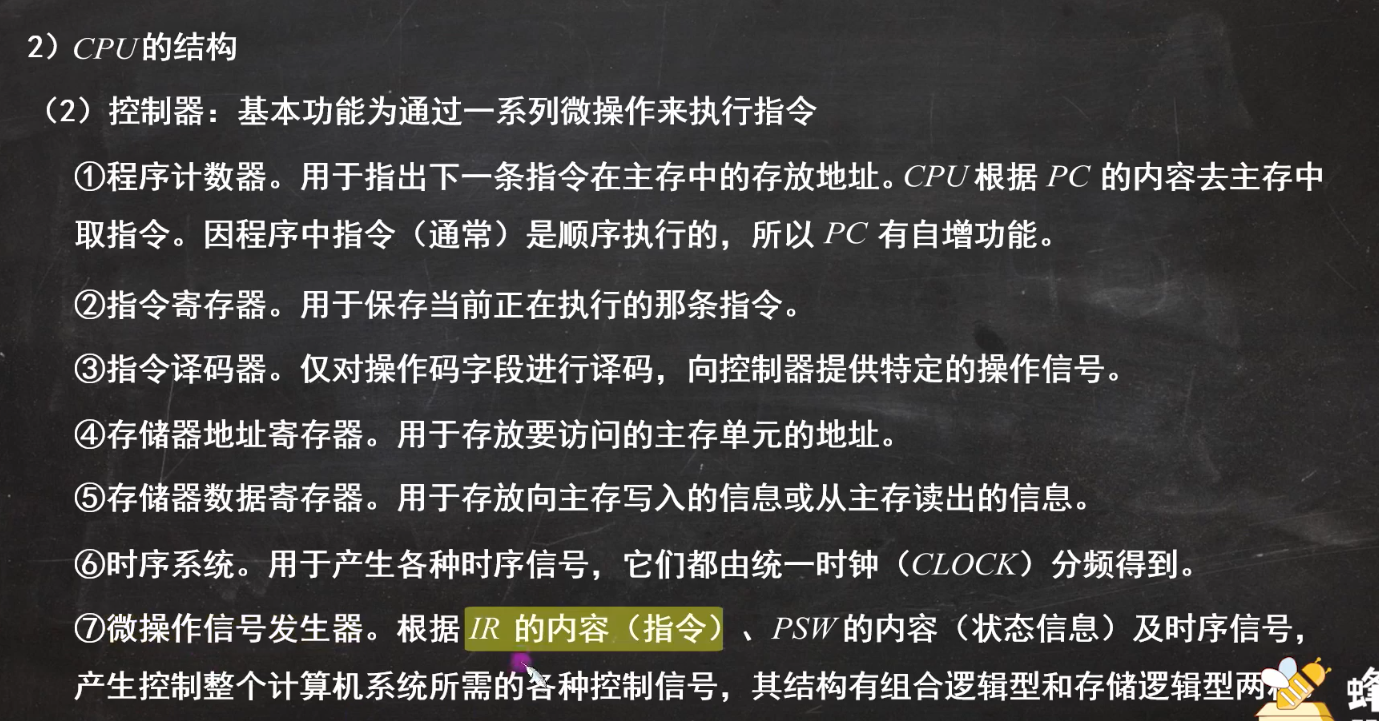 2）CPU的结构
（2）控制器：基本功能为通过一系列微操作来执行指令
①程序计数器。用于指出下一条指令在主存中的存放地址。CPU根据 PC 的内容去主存中
取指令。因程序中指令（通常）是顺序执行的，所以 PC 有自增功能。
②指令寄存器。用于保存当前正在执行的那条指令。
③指令译码器。仅对操作码字段进行译码，向控制器提供特定的操作信号。
④存储器地址寄存器。用于存放要访问的主存单元的地址。
⑤存储器数据寄存器。用于存放向主存写入的信息或从主存读出的信息。
⑥时序系统。用于产生各种时序信号，它们都由统一时钟（CLOCK）分频得到。
⑦微操作信号发生器。根据 IR 的内容（指令）、PSW的内容（状态信息）及时序信号，
产生控制整个计算机系统所需的各种控制信号，其结构有组合逻辑型和存储逻辑型两